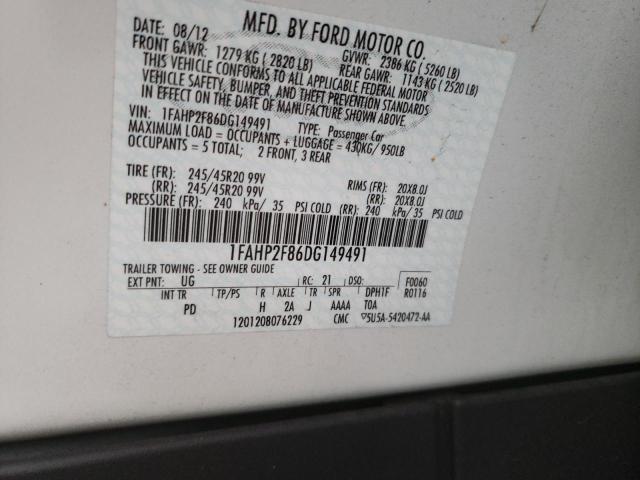 DATE: 08/12 MFD. BY FORD MOTOR CO.
FRONT GAWR: 1279 KG ( 2820 LB) GVWR: 2386 KG ( 5260 LB)
REAR GAWR: 1143 KG ( 2520 LB)
THIS VEHICLE CONFORMS TO ALL APPLICABLE FEDERAL MOTOR
VEHICLE SAFETY, BUMPER, AND THEFT PREVENTION STANDARDS
IN EFFECT ON THE DATE OF MANUFACTURE SHOWN ABOVE.
VIN: 1FAHP2F86DG149491 TYPE: Passenger Car
MAXIMUM LOAD = OCCUPANTS + LUGGAGE = 430KG/ 950LB
OCCUPANTS = 5 TOTAL; 2 FRONT, 3 REAR
TIRE (FR): 245/45R20 99V RIMS (FR): 20X8.0J
(RR): 245/45R20 99V (RR): 20X8.0J
PRESSURE (FR): 240 kPa/ 35 PSI COLD (RR): 240 kPa/ 35 PSI COLD
1FAHP2F86DG149491
TRAILER TOWING - SEE OWNER GUIDE
EXT PNT: UG RC: 21 DSO: F0060
R0116
INT TR TP/PS R AXLE TR SPR DPHTF
PD H 2A J AAAA T0A
1201208076229 CMC ▽5U5A-5420472-AA